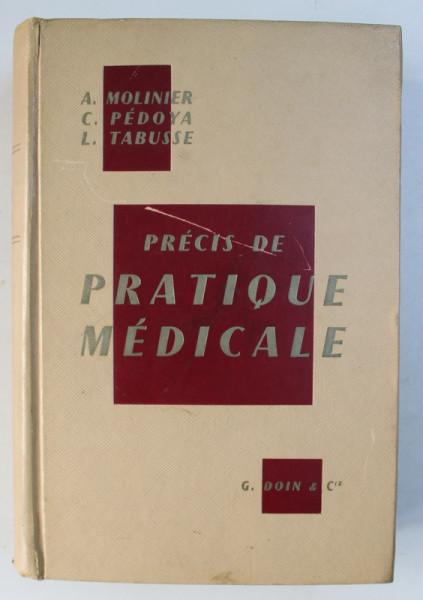 A. MOLINIER
C. PÉDOYA
L. TABUSSE
PRÉCIS DE
PRATIQUE
MÉDICALE
G. DOIN & Cie